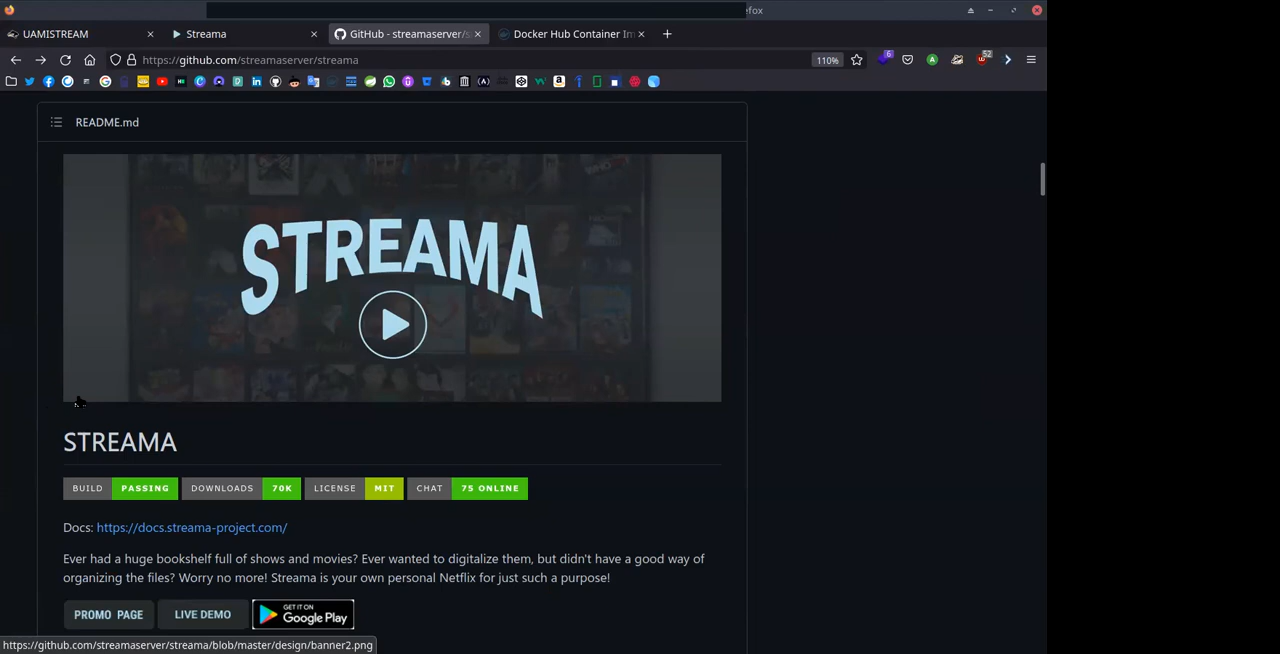 efox
UAMISTREAM
Streama
GitHub - streamaserver/s
Docker Hub Container Im
https://github.com/streamaserver/streama
110%
6
52
README.md
STREAMA
STREAMA
BUILD PASSING DOWNLOADS 70K LICENSE MIT CHAT 75 ONLINE
Docs: https://docs.streama-project.com/
Ever had a huge bookshelf full of shows and movies? Ever wanted to digitalize them, but didn't have a good way of
organizing the files? Worry no more! Streama is your own personal Netflix for just such a purpose!
PROMO PAGE LIVE DEMO GET IT ON
Google Play
https://github.com/streamaserver/streama/blob/master/design/banner2.png